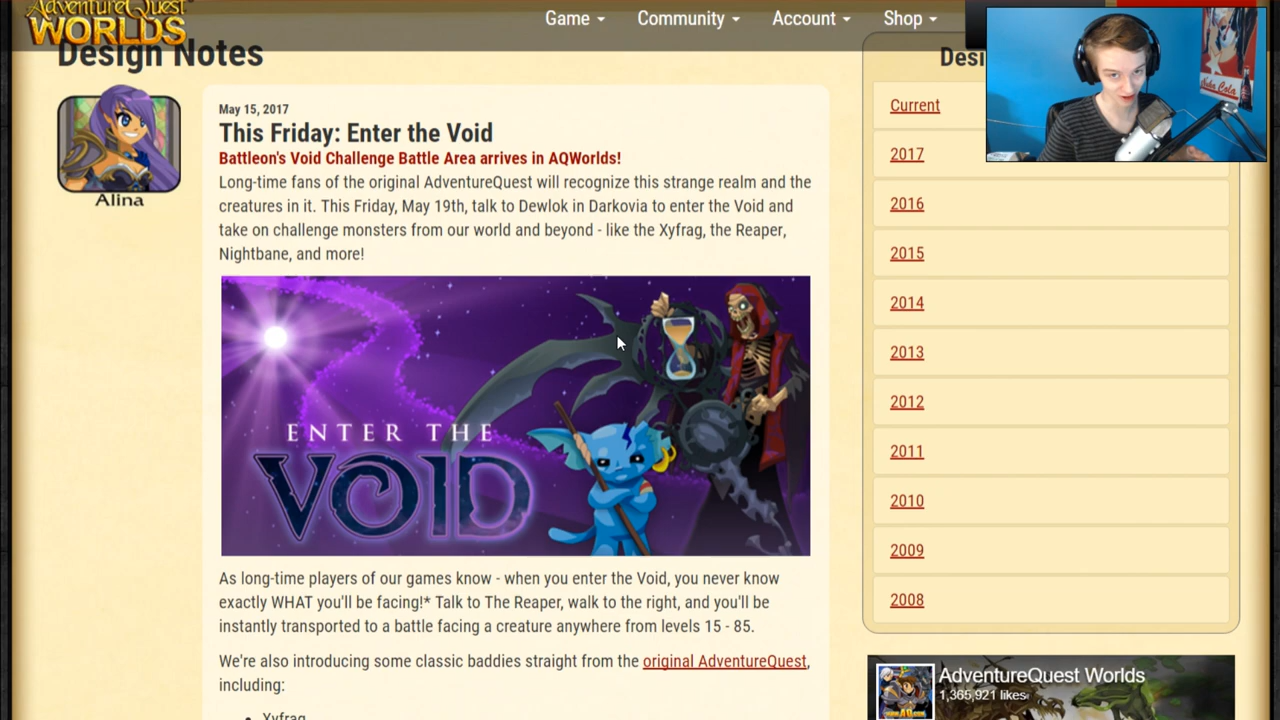 AdventureQuest
WORLDS
Game
Community
Account
Shop
Design Notes
Alina
May 15, 2017
This Friday: Enter the Void
Battleon's Void Challenge Battle Area arrives in AQWorlds!
Long-time fans of the original AdventureQuest will recognize this strange realm and the
creatures in it. This Friday, May 19th, talk to Dewlok in Darkovia to enter the Void and
take on challenge monsters from our world and beyond - like the Xyfrag, the Reaper,
Nightbane, and more!
ENTER THE
VOID
As long-time players of our games know - when you enter the Void, you never know
exactly WHAT you'll be facing!* Talk to The Reaper, walk to the right, and you'll be
instantly transported to a battle facing a creature anywhere from levels 15 - 85.
We're also introducing some classic baddies straight from the original AdventureQuest,
including:
• Xyfrag
Desi
Current
2017
2016
2015
2014
2013
2012
2011
2010
2009
2008
AdventureQuest Worlds
1,365,921 likes
Nuka Cola